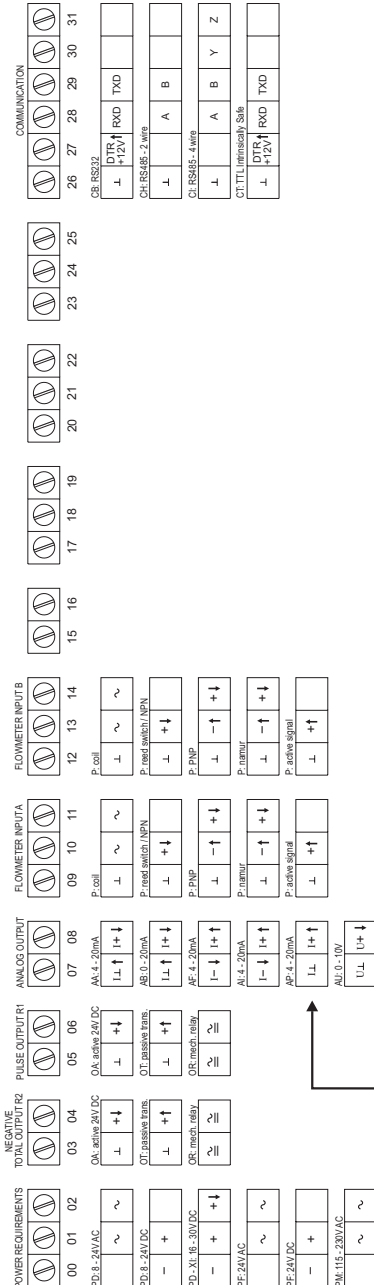 POWER REQUIREMENTS
00 01 02
PD: 8 - 24V AC
~ ~
PD: 8 - 24V DC
− +
PD - XI: 16 - 30V DC
− + +↓
PF: 24V AC
~ ~
PF: 24V DC
− +
PM: 115 - 230V AC
~ ~
NEGATIVE
TOTAL OUTPUT R2
03 04
OA: active 24V DC
⊥ +↓
OT: passive trans.
⊥ +↑
OR: mech. relay
PULSE OUTPUT R1
05 06
OA: active 24V DC
⊥ +↓
OT: passive trans.
⊥ +↑
OR: mech. relay
ANALOG OUTPUT
07 08
AA: 4 - 20mA
I⊥↑ I+↓
AB: 0 - 20mA
I⊥↑ I+↓
AF: 4 - 20mA
I−↓ I+↑
AI: 4 - 20mA
I−↓ I+↑
AP: 4 - 20mA
I⊥ I+↑
AU: 0 - 10V
U⊥ U+↓
FLOWMETER INPUT A
09 10 11
P: coil
⊥ ~ ~
P: reed switch / NPN
⊥ +↓
P: PNP
⊥ −↑ +↓
P: namur
⊥ −↑ +↓
P: active signal
⊥ +↑
FLOWMETER INPUT B
12 13 14
P: coil
⊥ ~ ~
P: reed switch / NPN
⊥ +↓
P: PNP
⊥ −↑ +↓
P: namur
⊥ −↑ +↓
P: active signal
⊥ +↑
15 16
17 18 19
20 21 22
23 24 25
COMMUNICATION
26 27 28 29 30 31
CB: RS232
⊥ DTR +12V↑ RXD TXD
CH: RS485 - 2 wire
⊥ A B
CI: RS485 - 4 wire
⊥ A B Y Z
CT: TTL Intrinsically Safe
⊥ DTR +12V↑ RXD TXD